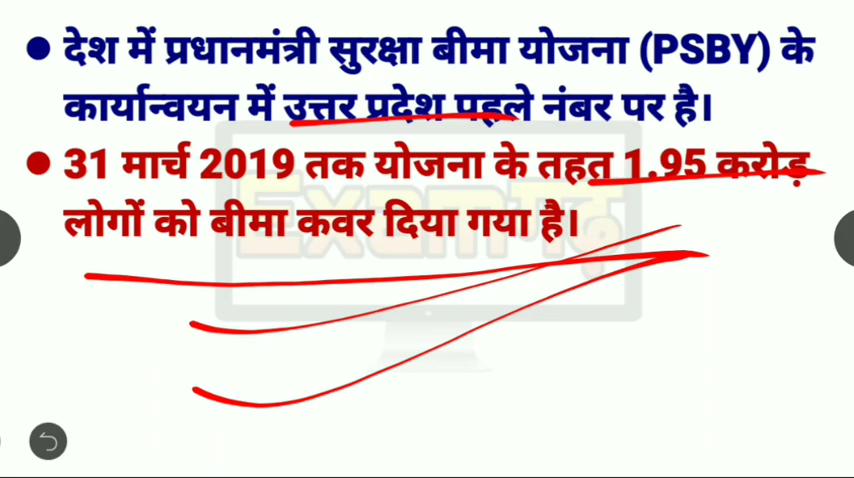 ● देश में प्रधानमंत्री सुरक्षा बीमा योजना (PSBY) के
कार्यान्वयन में उत्तर प्रदेश पहले नंबर पर है।
● 31 मार्च 2019 तक योजना के तहत 1.95 करोड़
लोगों को बीमा कवर दिया गया है।
Examगुरु